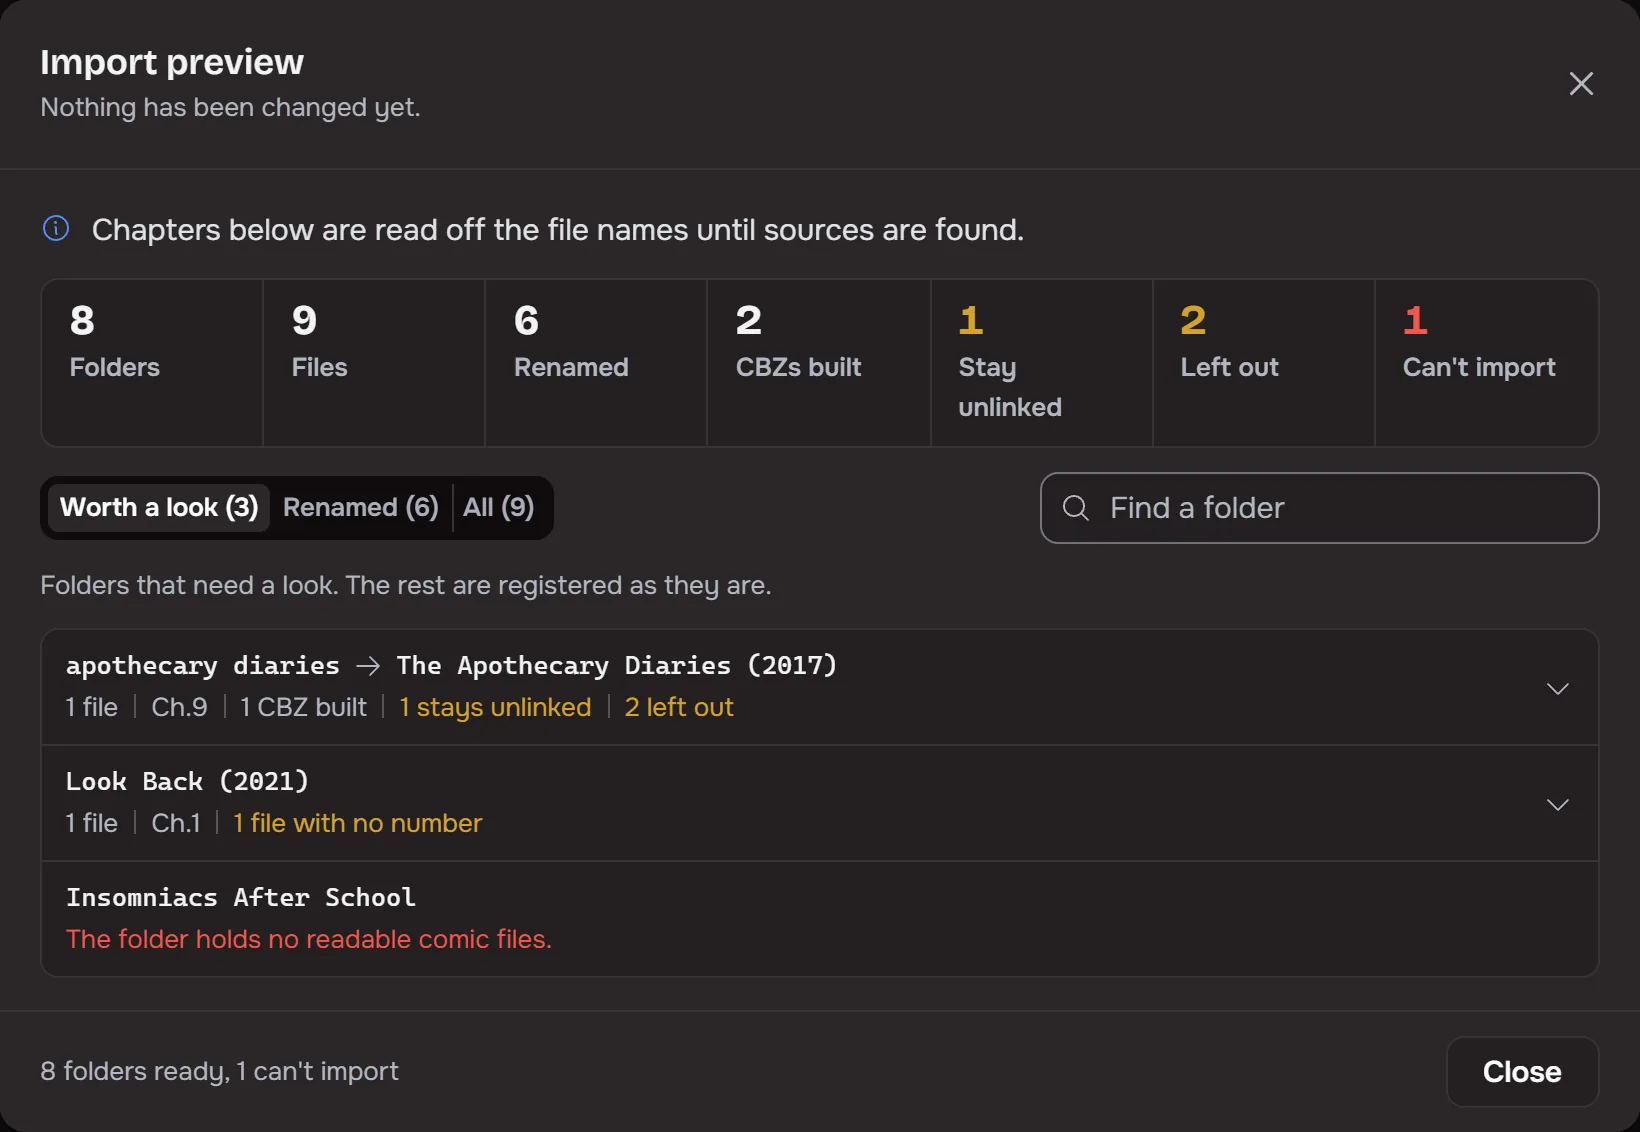 Import preview
Nothing has been changed yet.
Chapters below are read off the file names until sources are found.
8
Folders
9
Files
6
Renamed
2
CBZs built
1
Stay
unlinked
2
Left out
1
Can't import
Worth a look (3)
Renamed (6)
All (9)
Find a folder
Folders that need a look. The rest are registered as they are.
apothecary diaries → The Apothecary Diaries (2017)
1 file | Ch.9 | 1 CBZ built | 1 stays unlinked | 2 left out
Look Back (2021)
1 file | Ch.1 | 1 file with no number
Insomniacs After School
The folder holds no readable comic files.
8 folders ready, 1 can't import
Close